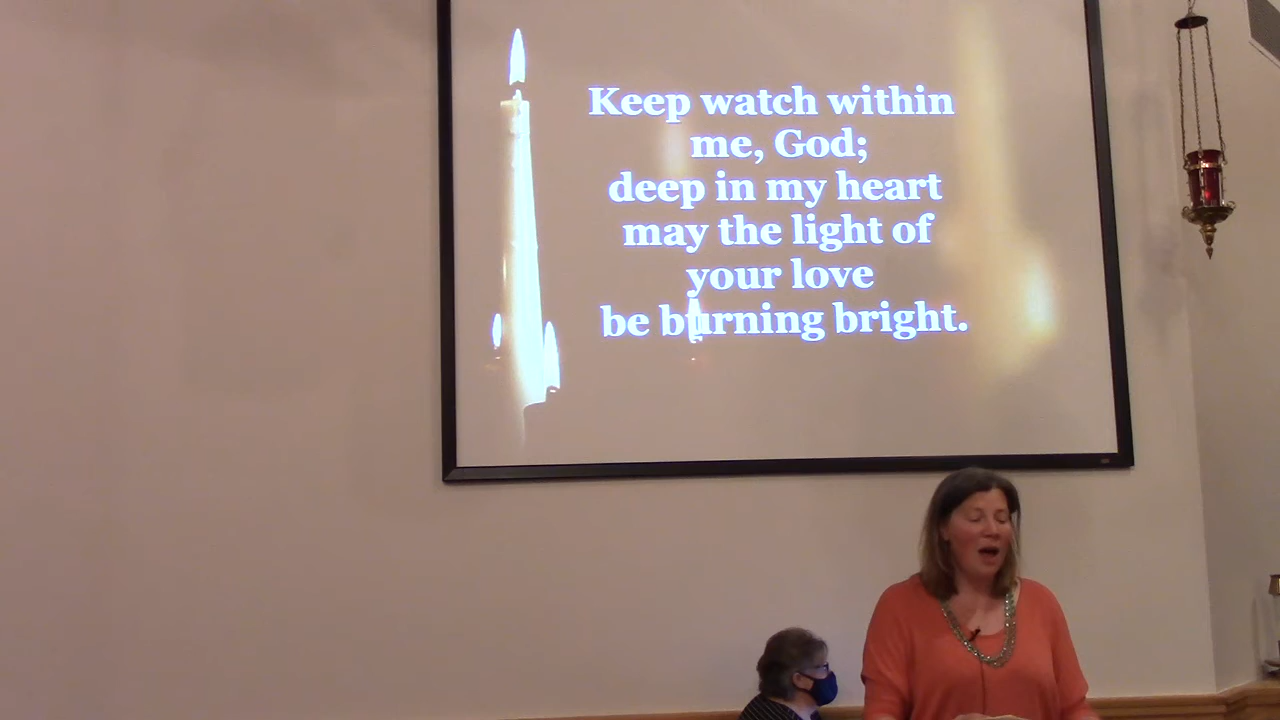 Keep watch within
me, God;
deep in my heart
may the light of
your love
be burning bright.